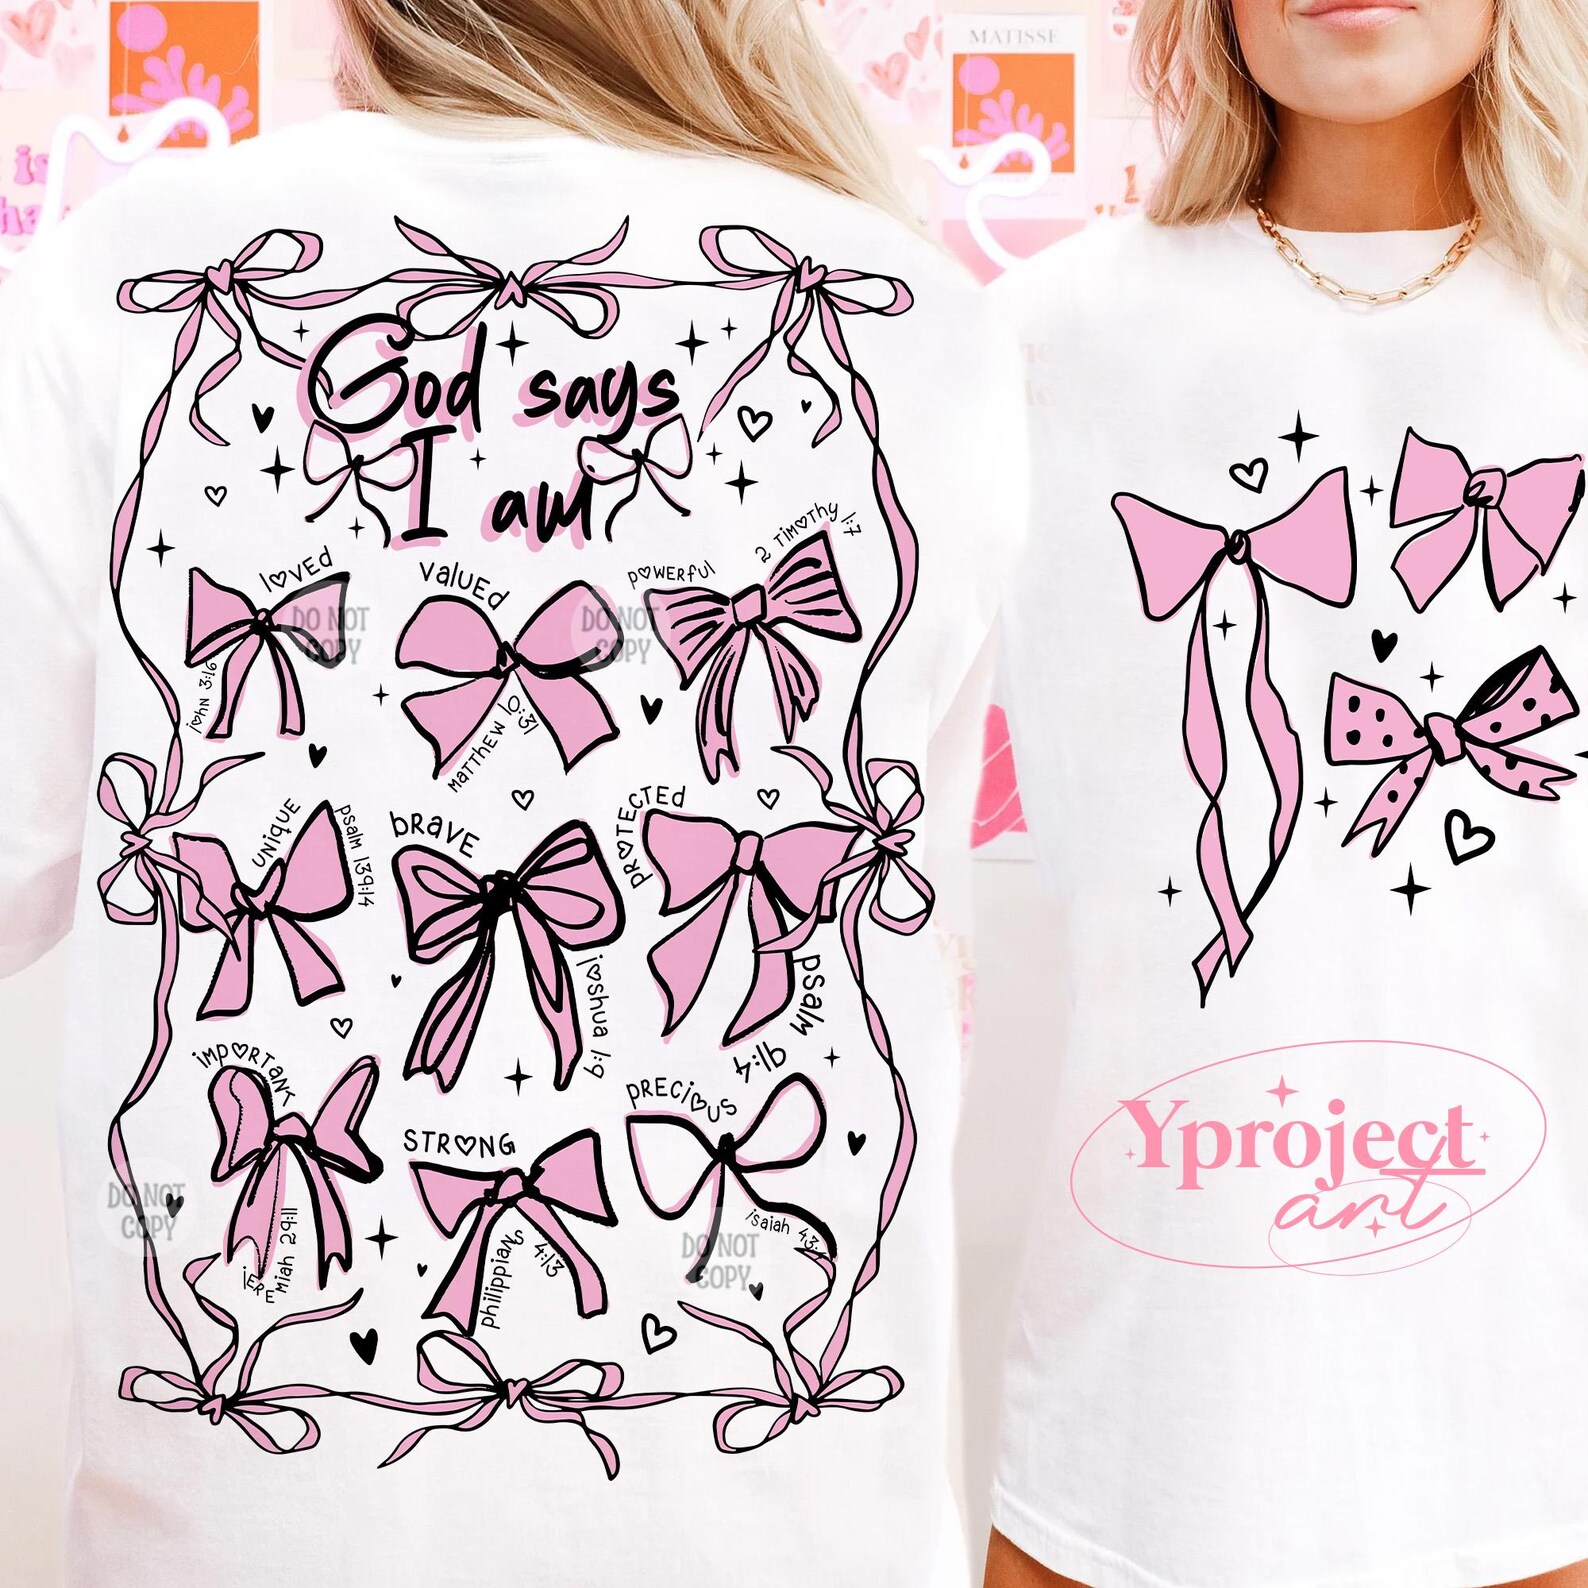 MATISSE
God says
I am
loved
john 3:16
valued
matthew 10:31
powerful
2 timothy 1:7
unique
psalm 139:14
brave
joshua 1:9
protected
psalm
91:4
important
jeremiah 29:11
strong
philippians
4:13
precious
isaiah 43:
DO NOT
COPY
DO NOT
COPY
DO NOT
COPY
DO NOT
COPY
Yproject
art